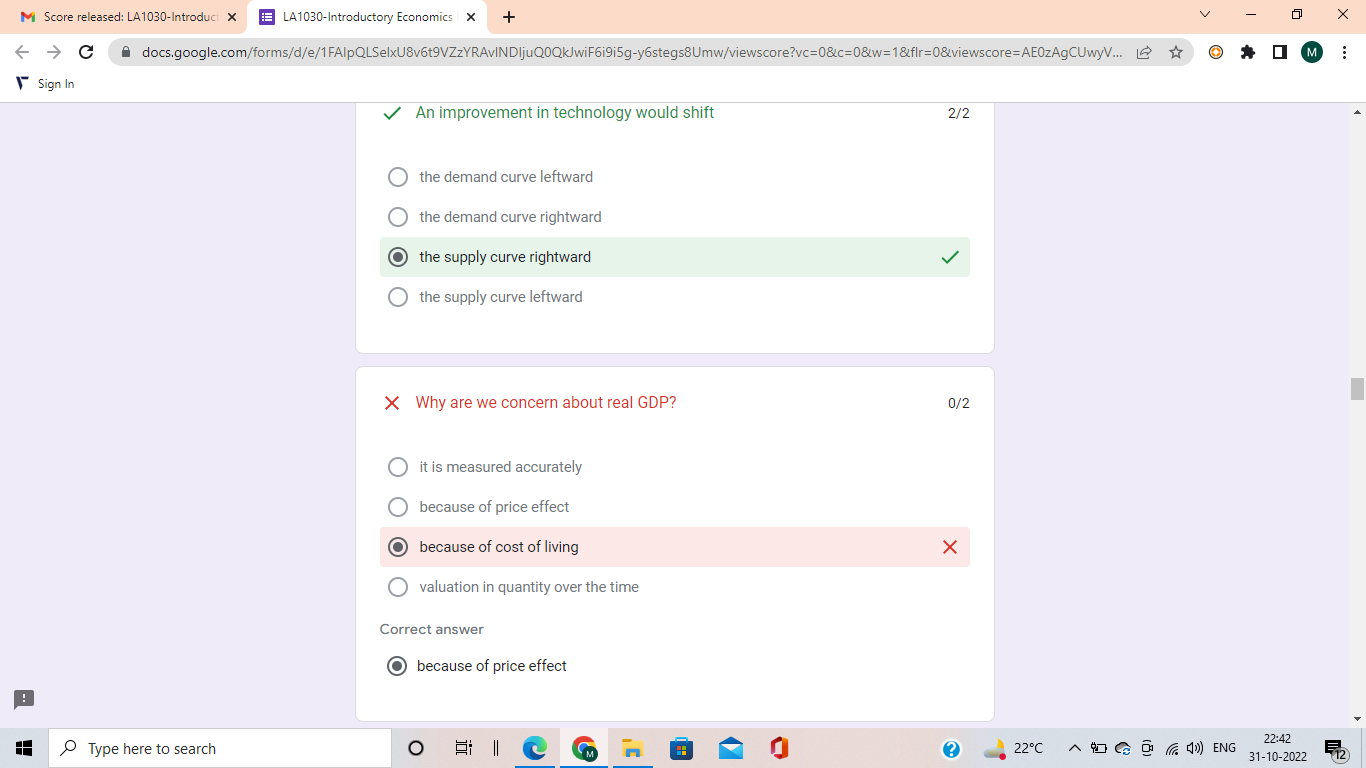 Score released: LA1030-Introduct
LA1030-Introductory Economics
docs.google.com/forms/d/e/1FAIpQLSelxU8v6t9VZzYRAvlNDIjuQ0QkJwiF6i9i5g-y6stegs8Umw/viewscore?vc=0&c=0&w=1&flr=0&viewscore=AE0zAgCUwyV...
M
Sign In
An improvement in technology would shift 2/2
the demand curve leftward
the demand curve rightward
the supply curve rightward
the supply curve leftward
Why are we concern about real GDP? 0/2
it is measured accurately
because of price effect
because of cost of living
valuation in quantity over the time
Correct answer
because of price effect
Type here to search
M
22°C
ENG
22:42
31-10-2022
12